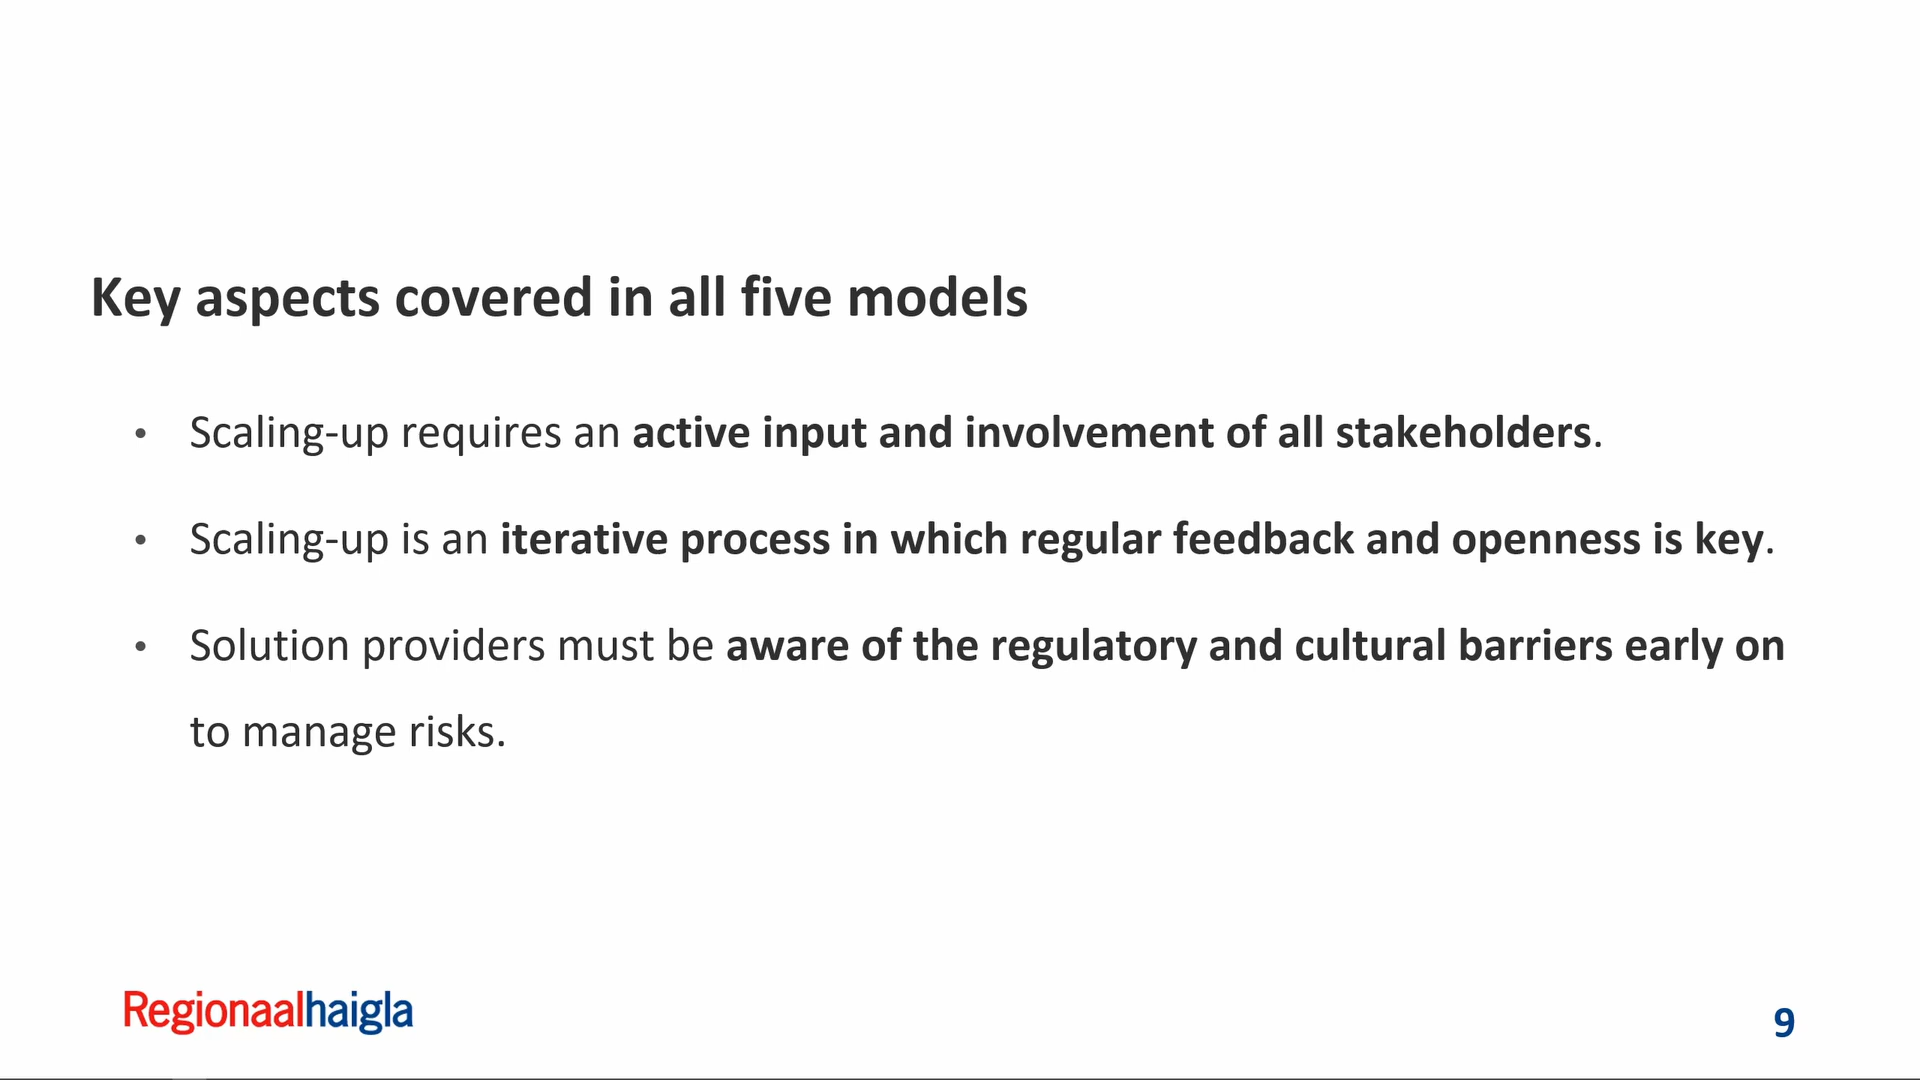 Key aspects covered in all five models
• Scaling-up requires an active input and involvement of all stakeholders.
• Scaling-up is an iterative process in which regular feedback and openness is key.
• Solution providers must be aware of the regulatory and cultural barriers early on
to manage risks.
Regionaalhaigla
9